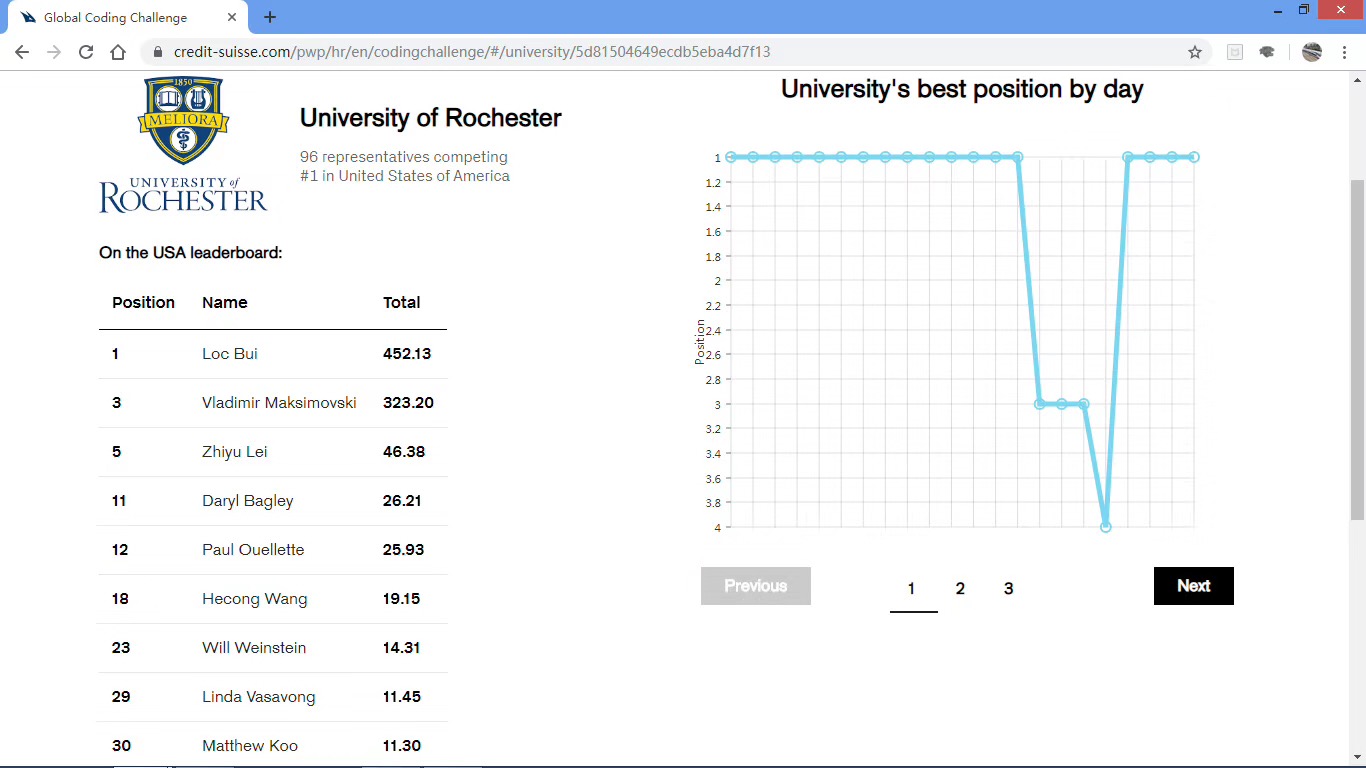 Global Coding Challenge
credit-suisse.com/pwp/hr/en/codingchallenge/#/university/5d81504649ecdb5eba4d7f13
1850
MELIORA
UNIVERSITY of
ROCHESTER
University of Rochester
96 representatives competing
#1 in United States of America
On the USA leaderboard:
Position Name Total
1 Loc Bui 452.13
3 Vladimir Maksimovski 323.20
5 Zhiyu Lei 46.38
11 Daryl Bagley 26.21
12 Paul Ouellette 25.93
18 Hecong Wang 19.15
23 Will Weinstein 14.31
29 Linda Vasavong 11.45
30 Matthew Koo 11.30
University's best position by day
1
1.2
1.4
1.6
1.8
2
2.2
2.4
2.6
2.8
3
3.2
3.4
3.6
3.8
4
Position
Previous 1 2 3 Next